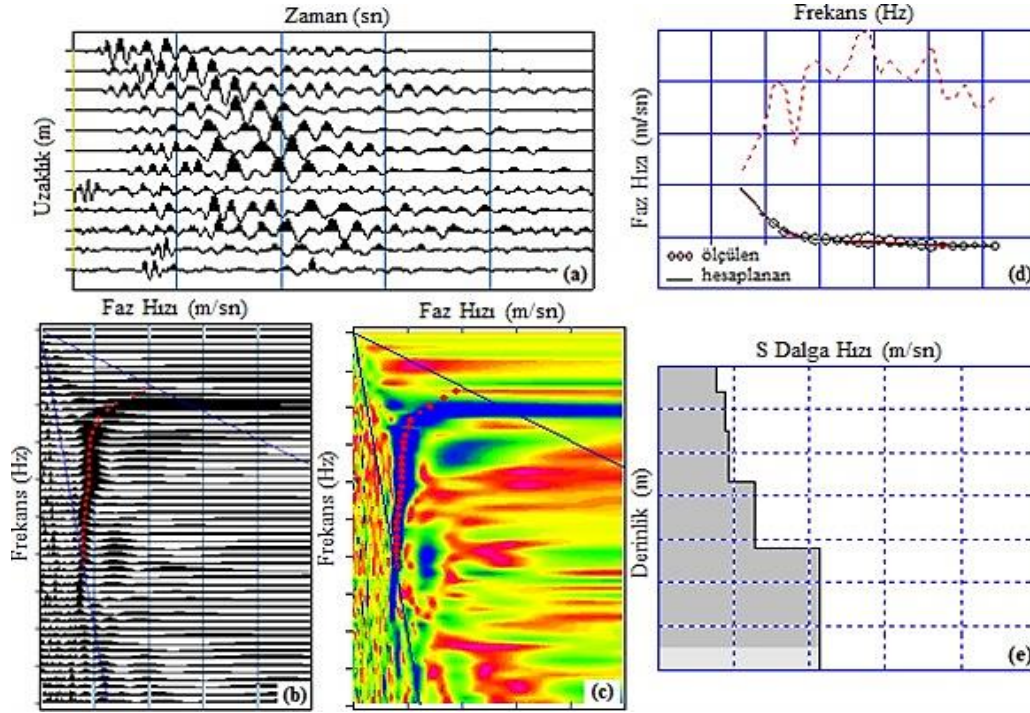 Zaman (sn)
Uzaklık (m)
(a)
Frekans (Hz)
Faz Hızı (m/sn)
ölçülen
hesaplanan
(d)
Faz Hızı (m/sn)
Frekans (Hz)
(b)
Faz Hızı (m/sn)
Frekans (Hz)
(c)
S Dalga Hızı (m/sn)
Derinlik (m)
(e)